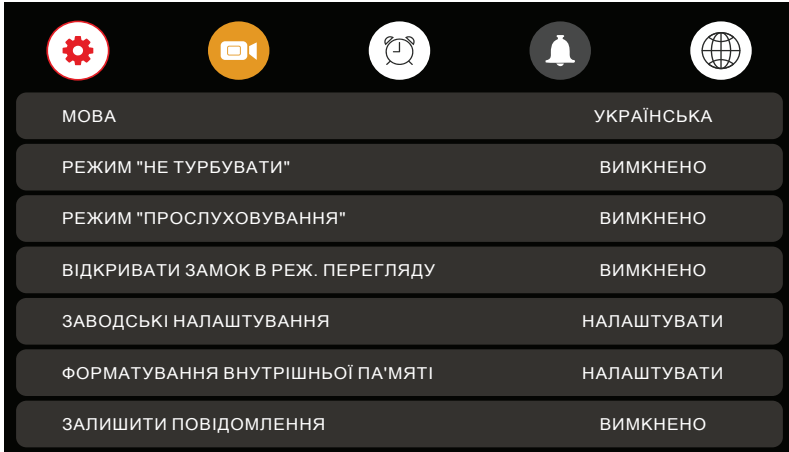 МОВА УКРАЇНСЬКА
РЕЖИМ "НЕ ТУРБУВАТИ" ВИМКНЕНО
РЕЖИМ "ПРОСЛУХОВУВАННЯ" ВИМКНЕНО
ВІДКРИВАТИ ЗАМОК В РЕЖ. ПЕРЕГЛЯДУ ВИМКНЕНО
ЗАВОДСЬКІ НАЛАШТУВАННЯ НАЛАШТУВАТИ
ФОРМАТУВАННЯ ВНУТРІШНЬОЇ ПА'МЯТІ НАЛАШТУВАТИ
ЗАЛИШИТИ ПОВІДОМЛЕННЯ ВИМКНЕНО